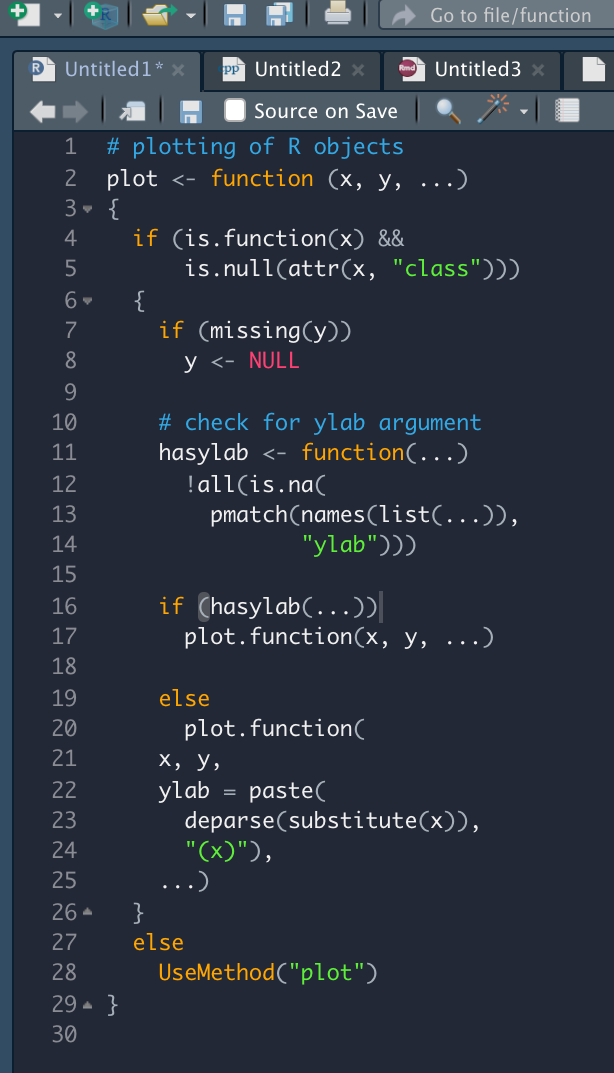 Go to file/function
Untitled1* × Untitled2 × Untitled3 ×
Source on Save
1 # plotting of R objects
2 plot <- function (x, y, ...)
3 {
4   if (is.function(x) &&
5       is.null(attr(x, "class")))
6   {
7     if (missing(y))
8       y <- NULL
9
10     # check for ylab argument
11     hasylab <- function(...)
12       !all(is.na(
13         pmatch(names(list(...)),
14                "ylab")))
15
16     if (hasylab(...))
17       plot.function(x, y, ...)
18
19     else
20       plot.function(
21     x, y,
22     ylab = paste(
23       deparse(substitute(x)),
24       "(x)"),
25     ...)
26   }
27   else
28     UseMethod("plot")
29 }
30